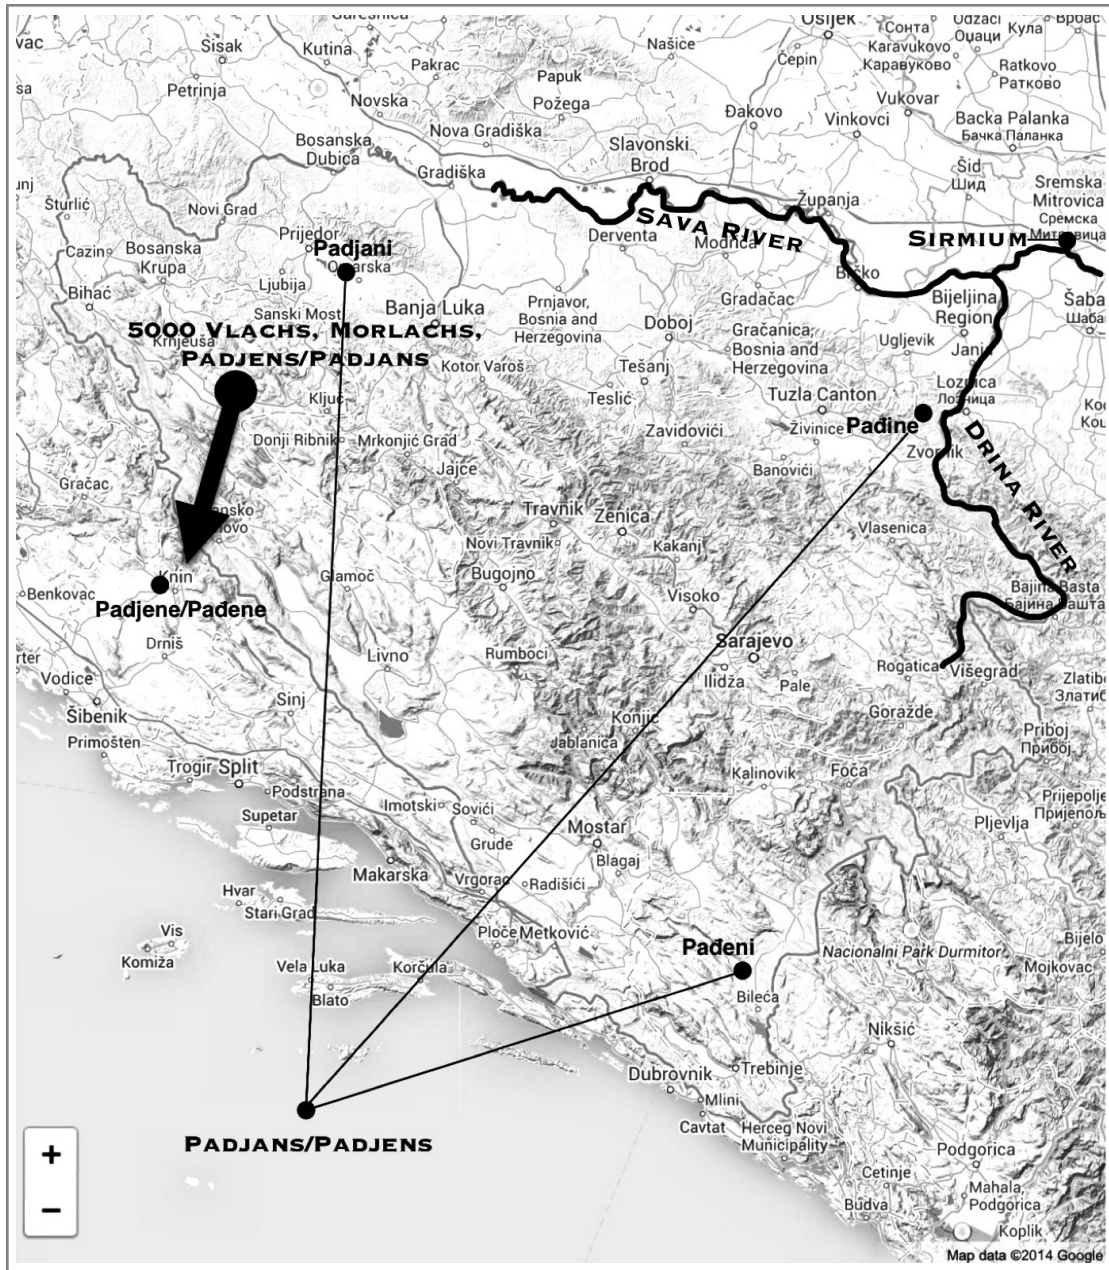 Garešnica
Osijek
Сонта
Odžaci
Оџаци
Кула
Sisak
Kutina
Našice
Čepin
Karavukovo
Каравуково
Ratkovo
Ратково
Petrinja
Pakrac
Papuk
Požega
Novska
Đakovo
Vukovar
Vinkovci
Backa Palanka
Бачка Паланка
Nova Gradiška
Bosanska
Dubica
Slavonski
Brod
Gradiška
Šid
Шид
Sremska
Mitrovica
Сремска
Митровица
Šturlić
Novi Grad
Županja
SAVA RIVER
SIRMIUM
Cazin
Bosanska
Krupa
Prijedor
Padjani
Omarska
Derventa
Modriča
Brčko
Ljubija
Bihać
Sanski Most
Banja Luka
Prnjavor,
Bosnia and
Herzegovina
Gradačac
Doboj
Bijeljina
Region
Šaba
Шаба
5000 VLACHS, MORLACHS,
PADJENS/PADJANS
Krnjeuša
Gračanica,
Bosnia and
Herzegovina
Ugljevik
Janja
Kotor Varoš
Tešanj
Teslić
Ključ
Tuzla Canton
Loznica
Лозница
Pađine
Živinice
Zvornik
DRINA RIVER
Donji Ribnik
Mrkonjić Grad
Zavidovići
Banovići
Jajce
Gračac
Travnik
Zenica
Vlasenica
Novi Travnik
Kakanj
Knin
Glamoč
Bugojno
Benkovac
Padjene/Pađene
Visoko
Bajina Basta
Бајина Башта
Drniš
Sarajevo
Livno
Rumboci
Ilidža
Pale
Rogatica
Višegrad
Vodice
Šibenik
Sinj
Konjic
Goražde
Primošten
Jablanica
Priboj
Прибој
Trogir
Split
Podstrana
Kalinovik
Foča
Supetar
Imotski
Sovići
Prijepolje
Пријепоље
Pljevlja
Mostar
Grude
Blagaj
Makarska
Vrgorac
Radišići
Hvar
Stari Grad
Ploče
Metković
Pađeni
Vis
Komiža
Nacionalni Park Durmitor
Bijelo
Mojkovac
Vela Luka
Korčula
Blato
Bileća
Nikšić
Dubrovnik
Trebinje
Mlini
Cavtat
Herceg Novi
Municipality
PADJANS/PADJENS
Podgorica
Cetinje
Mahala,
Podgorica
Budva
Koplik
+
−
Map data ©2014 Google